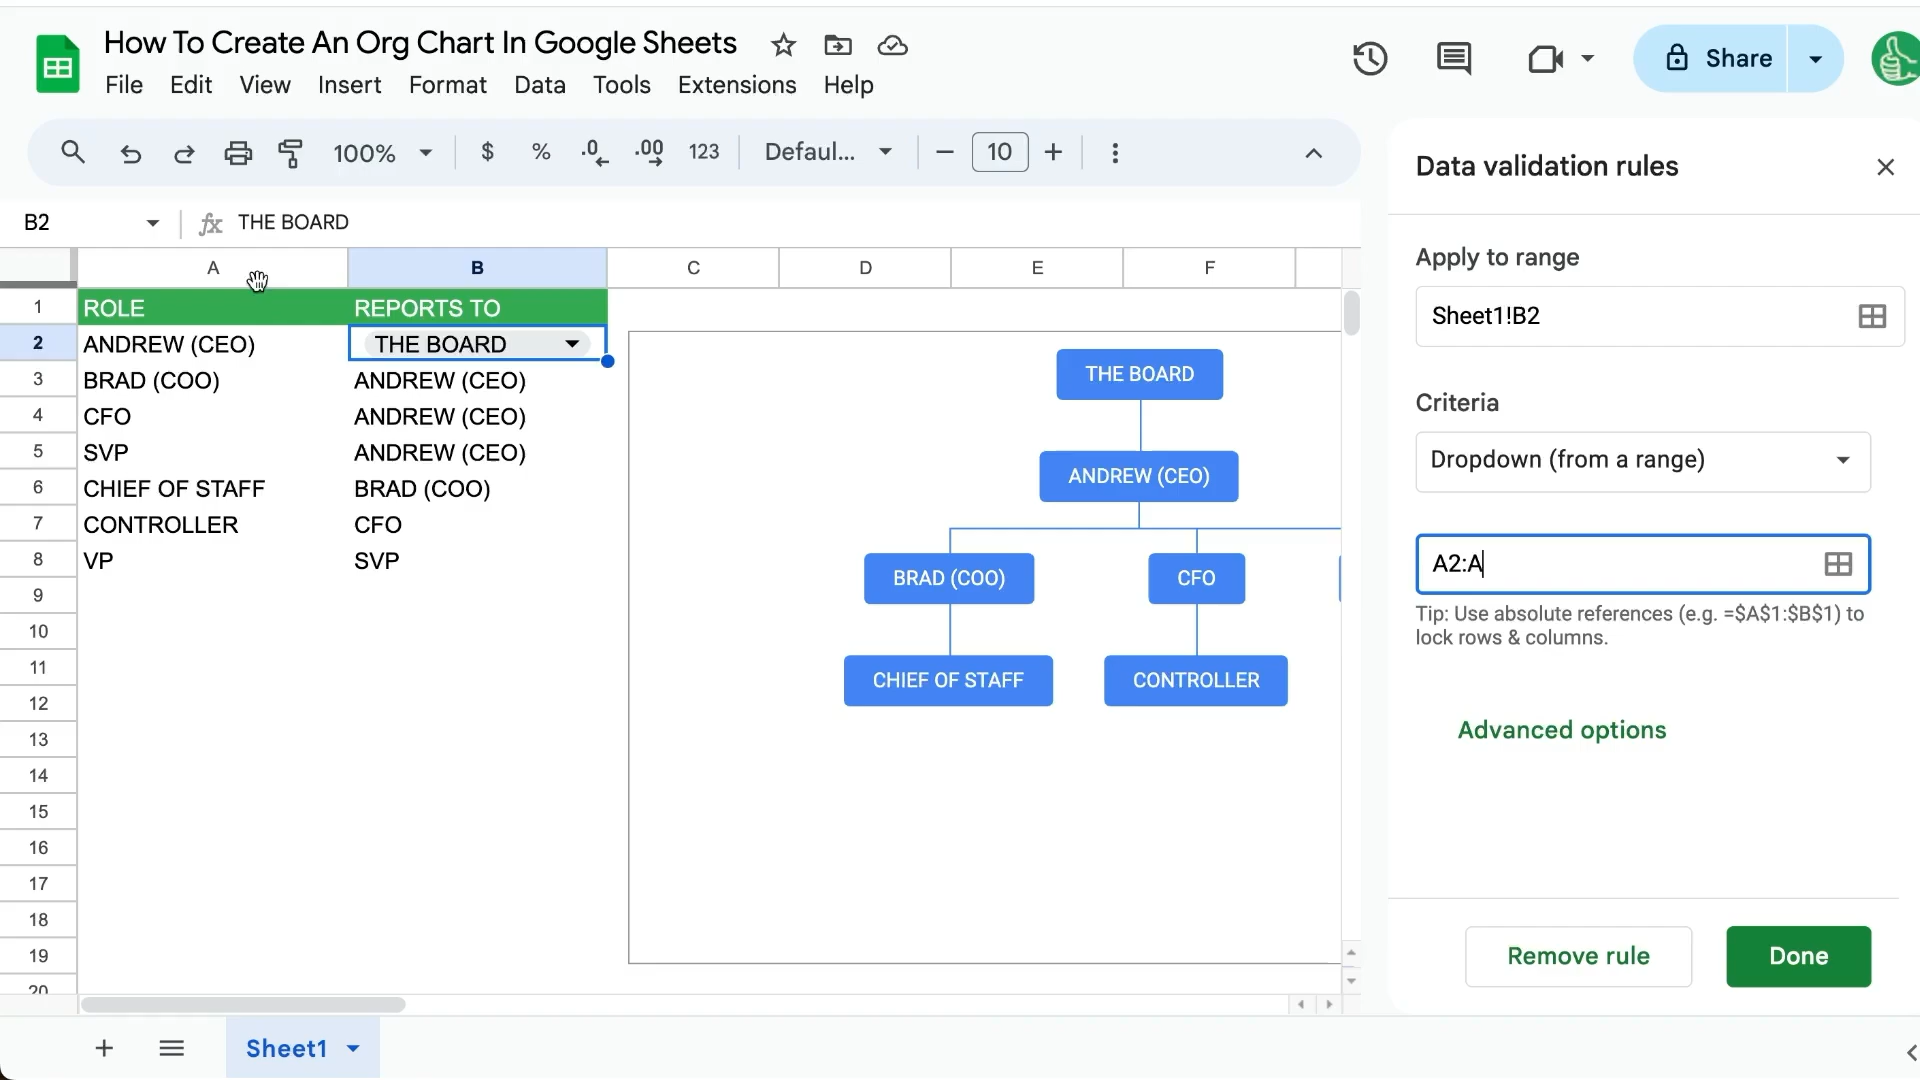 How To Create An Org Chart In Google Sheets
File Edit View Insert Format Data Tools Extensions Help
Share
100% $ % .0 .00 123 Defaul... 10
B2 fx THE BOARD
A B C D E F
1 ROLE REPORTS TO
2 ANDREW (CEO) THE BOARD
3 BRAD (COO) ANDREW (CEO)
4 CFO ANDREW (CEO)
5 SVP ANDREW (CEO)
6 CHIEF OF STAFF BRAD (COO)
7 CONTROLLER CFO
8 VP SVP
9
10
11
12
13
14
15
16
17
18
19
20
THE BOARD
ANDREW (CEO)
BRAD (COO) CFO
CHIEF OF STAFF CONTROLLER
Data validation rules
Apply to range
Sheet1!B2
Criteria
Dropdown (from a range)
A2:A
Tip: Use absolute references (e.g. =$A$1:$B$1) to
lock rows & columns.
Advanced options
Remove rule Done
Sheet1